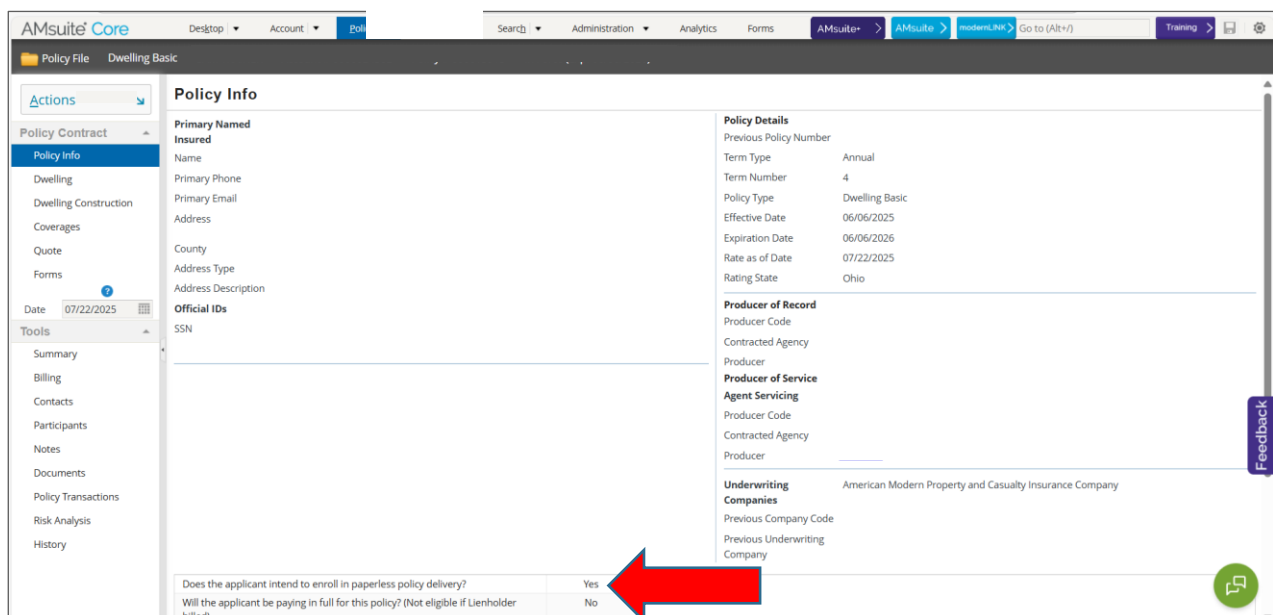 AMsuite Core Desktop Account Search Administration Analytics Forms AMsuite+ AMsuite modernLINK Go to (Alt+/) Training
Policy File Dwelling Basic
Actions
Policy Contract
Policy Info
Dwelling
Dwelling Construction
Coverages
Quote
Forms
?
Date 07/22/2025
Tools
Summary
Billing
Contacts
Participants
Notes
Documents
Policy Transactions
Risk Analysis
History
Policy Info
Primary Named
Insured
Name
Primary Phone
Primary Email
Address
County
Address Type
Address Description
Official IDs
SSN
Policy Details
Previous Policy Number
Term Type Annual
Term Number 4
Policy Type Dwelling Basic
Effective Date 06/06/2025
Expiration Date 06/06/2026
Rate as of Date 07/22/2025
Rating State Ohio
Producer of Record
Producer Code
Contracted Agency
Producer
Producer of Service
Agent Servicing
Producer Code
Contracted Agency
Producer
Underwriting American Modern Property and Casualty Insurance Company
Companies
Previous Company Code
Previous Underwriting
Company
Does the applicant intend to enroll in paperless policy delivery? Yes
Will the applicant be paying in full for this policy? (Not eligible if Lienholder No
Feedback